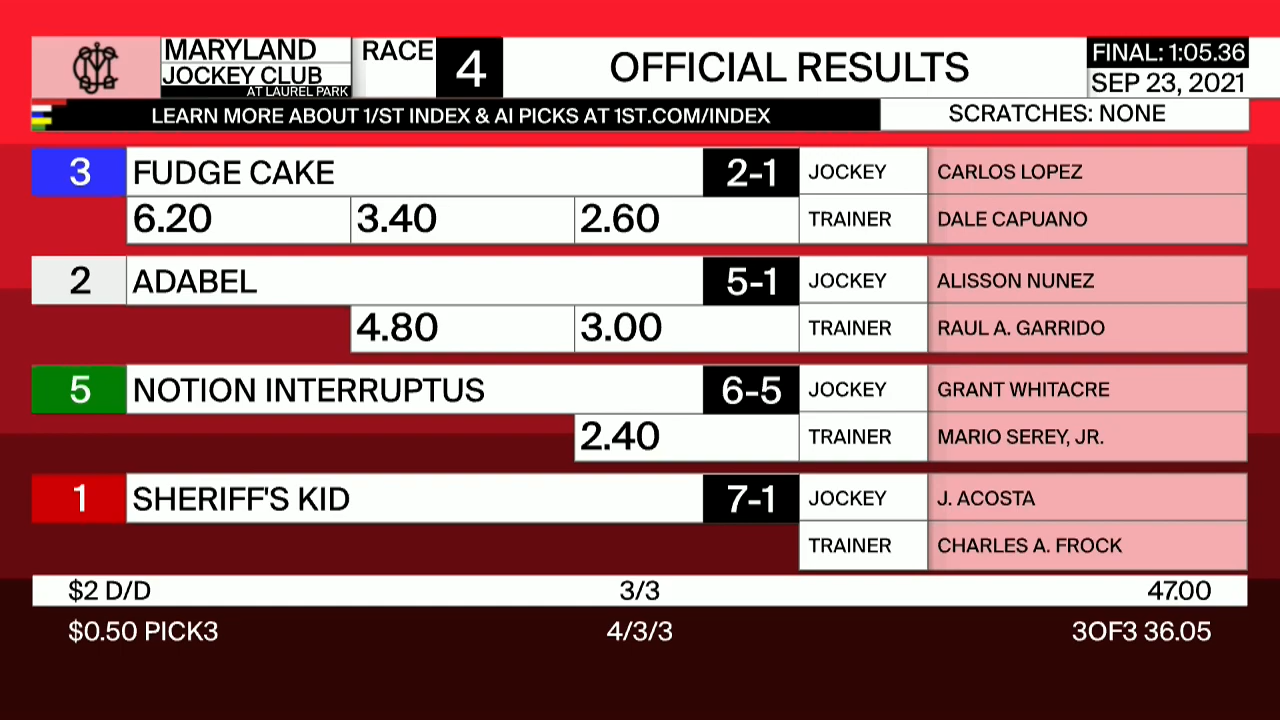 MARYLAND
JOCKEY CLUB
AT LAUREL PARK
RACE 4
OFFICIAL RESULTS
FINAL: 1:05.36
SEP 23, 2021
LEARN MORE ABOUT 1/ST INDEX & AI PICKS AT 1ST.COM/INDEX
SCRATCHES: NONE
3 FUDGE CAKE 2-1 JOCKEY CARLOS LOPEZ
6.20 3.40 2.60 TRAINER DALE CAPUANO
2 ADABEL 5-1 JOCKEY ALISSON NUNEZ
4.80 3.00 TRAINER RAUL A. GARRIDO
5 NOTION INTERRUPTUS 6-5 JOCKEY GRANT WHITACRE
2.40 TRAINER MARIO SEREY, JR.
1 SHERIFF'S KID 7-1 JOCKEY J. ACOSTA
TRAINER CHARLES A. FROCK
$2 D/D 3/3 47.00
$0.50 PICK3 4/3/3 3OF3 36.05